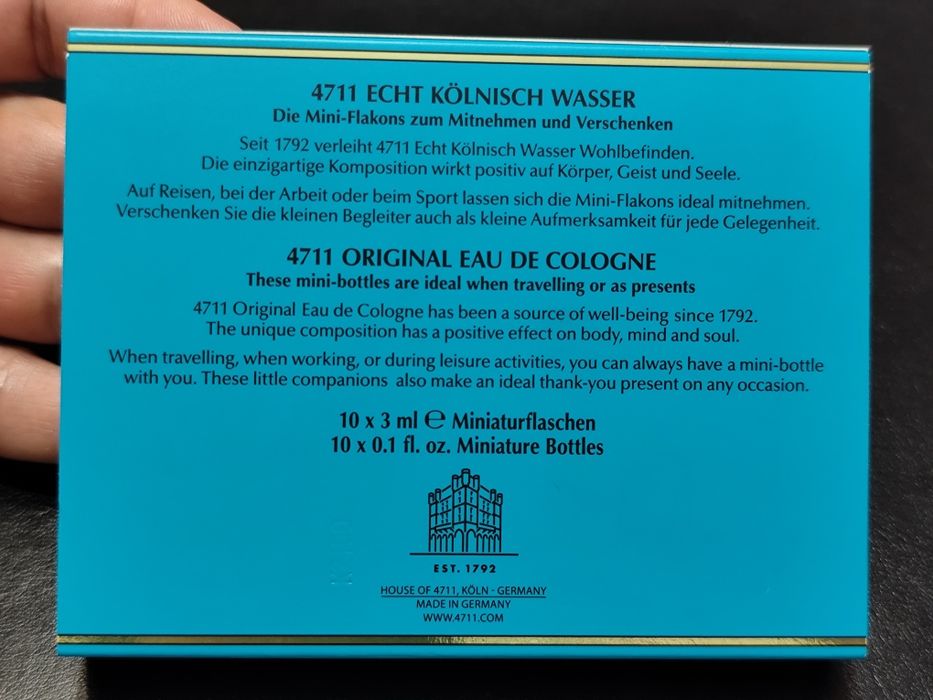 4711 ECHT KÖLNISCH WASSER
Die Mini-Flakons zum Mitnehmen und Verschenken
Seit 1792 verleiht 4711 Echt Kölnisch Wasser Wohlbefinden.
Die einzigartige Komposition wirkt positiv auf Körper, Geist und Seele.
Auf Reisen, bei der Arbeit oder beim Sport lassen sich die Mini-Flakons ideal mitnehmen.
Verschenken Sie die kleinen Begleiter auch als kleine Aufmerksamkeit für jede Gelegenheit.
4711 ORIGINAL EAU DE COLOGNE
These mini-bottles are ideal when travelling or as presents
4711 Original Eau de Cologne has been a source of well-being since 1792.
The unique composition has a positive effect on body, mind and soul.
When travelling, when working, or during leisure activities, you can always have a mini-bottle
with you. These little companions also make an ideal thank-you present on any occasion.
10 x 3 ml ℮ Miniaturflaschen
10 x 0.1 fl. oz. Miniature Bottles
EST. 1792
HOUSE OF 4711, KÖLN - GERMANY
MADE IN GERMANY
WWW.4711.COM